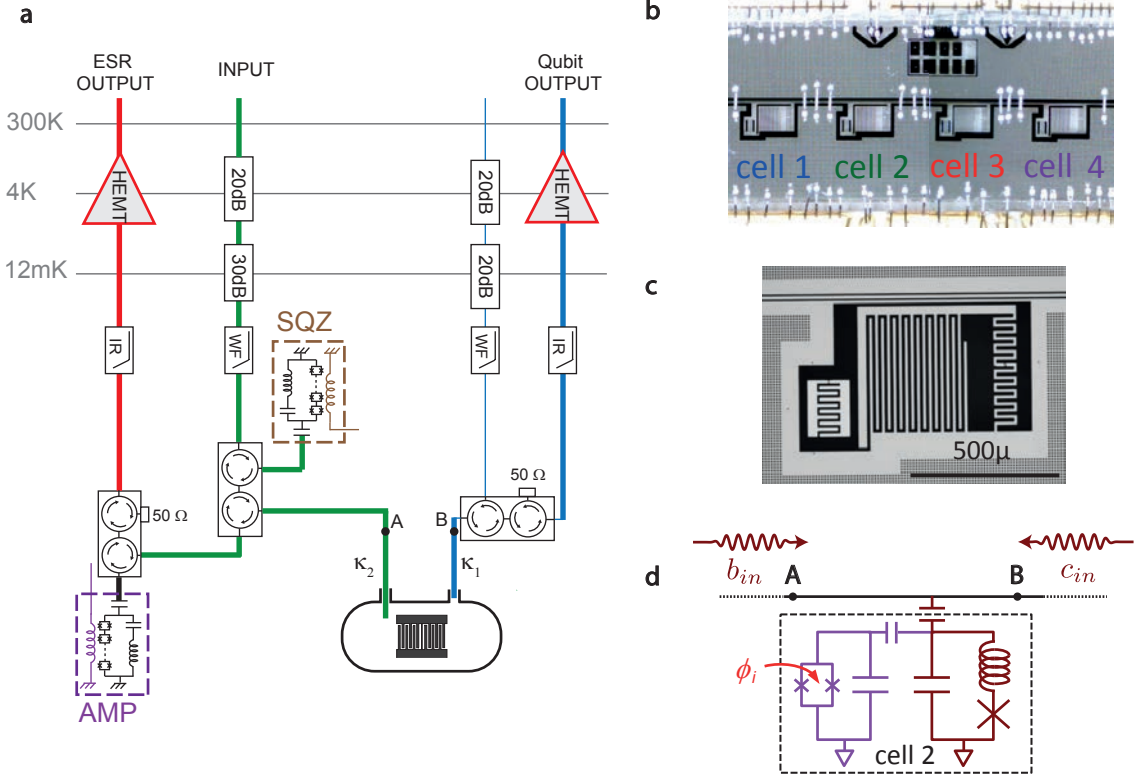 a
ESR
OUTPUT
INPUT
Qubit
OUTPUT
300K
4K
12mK
HEMT
20dB
20dB
HEMT
30dB
20dB
IR
WF
SQZ
WF
IR
50 Ω
50 Ω
A
B
κ2
κ1
AMP
b
cell 1
cell 2
cell 3
cell 4
c
500μ
d
bin
A
B
cin
ϕi
cell 2